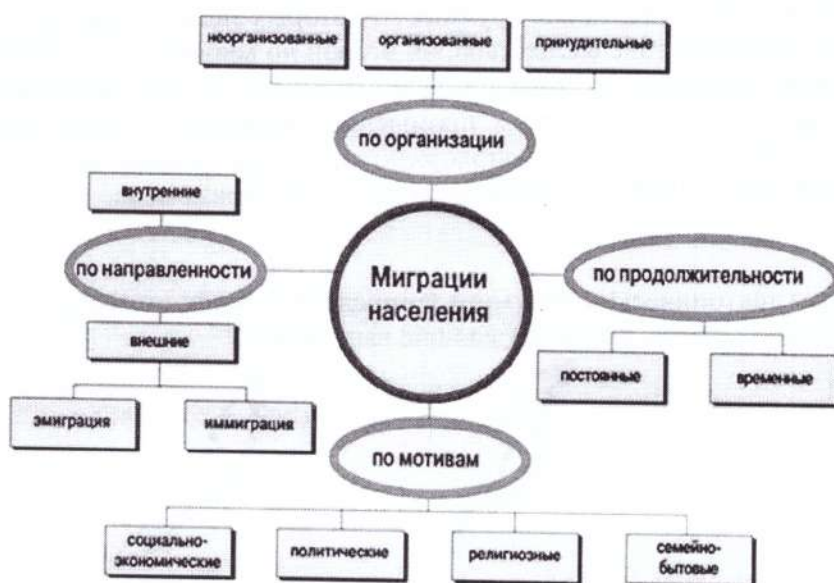 неорганизованные
организованные
принудительные
по организации
внутренние
по направленности
Миграции
населения
по продолжительности
внешние
постоянные
временные
эмиграция
иммиграция
по мотивам
социально-
экономические
политические
религиозные
семейно-
бытовые